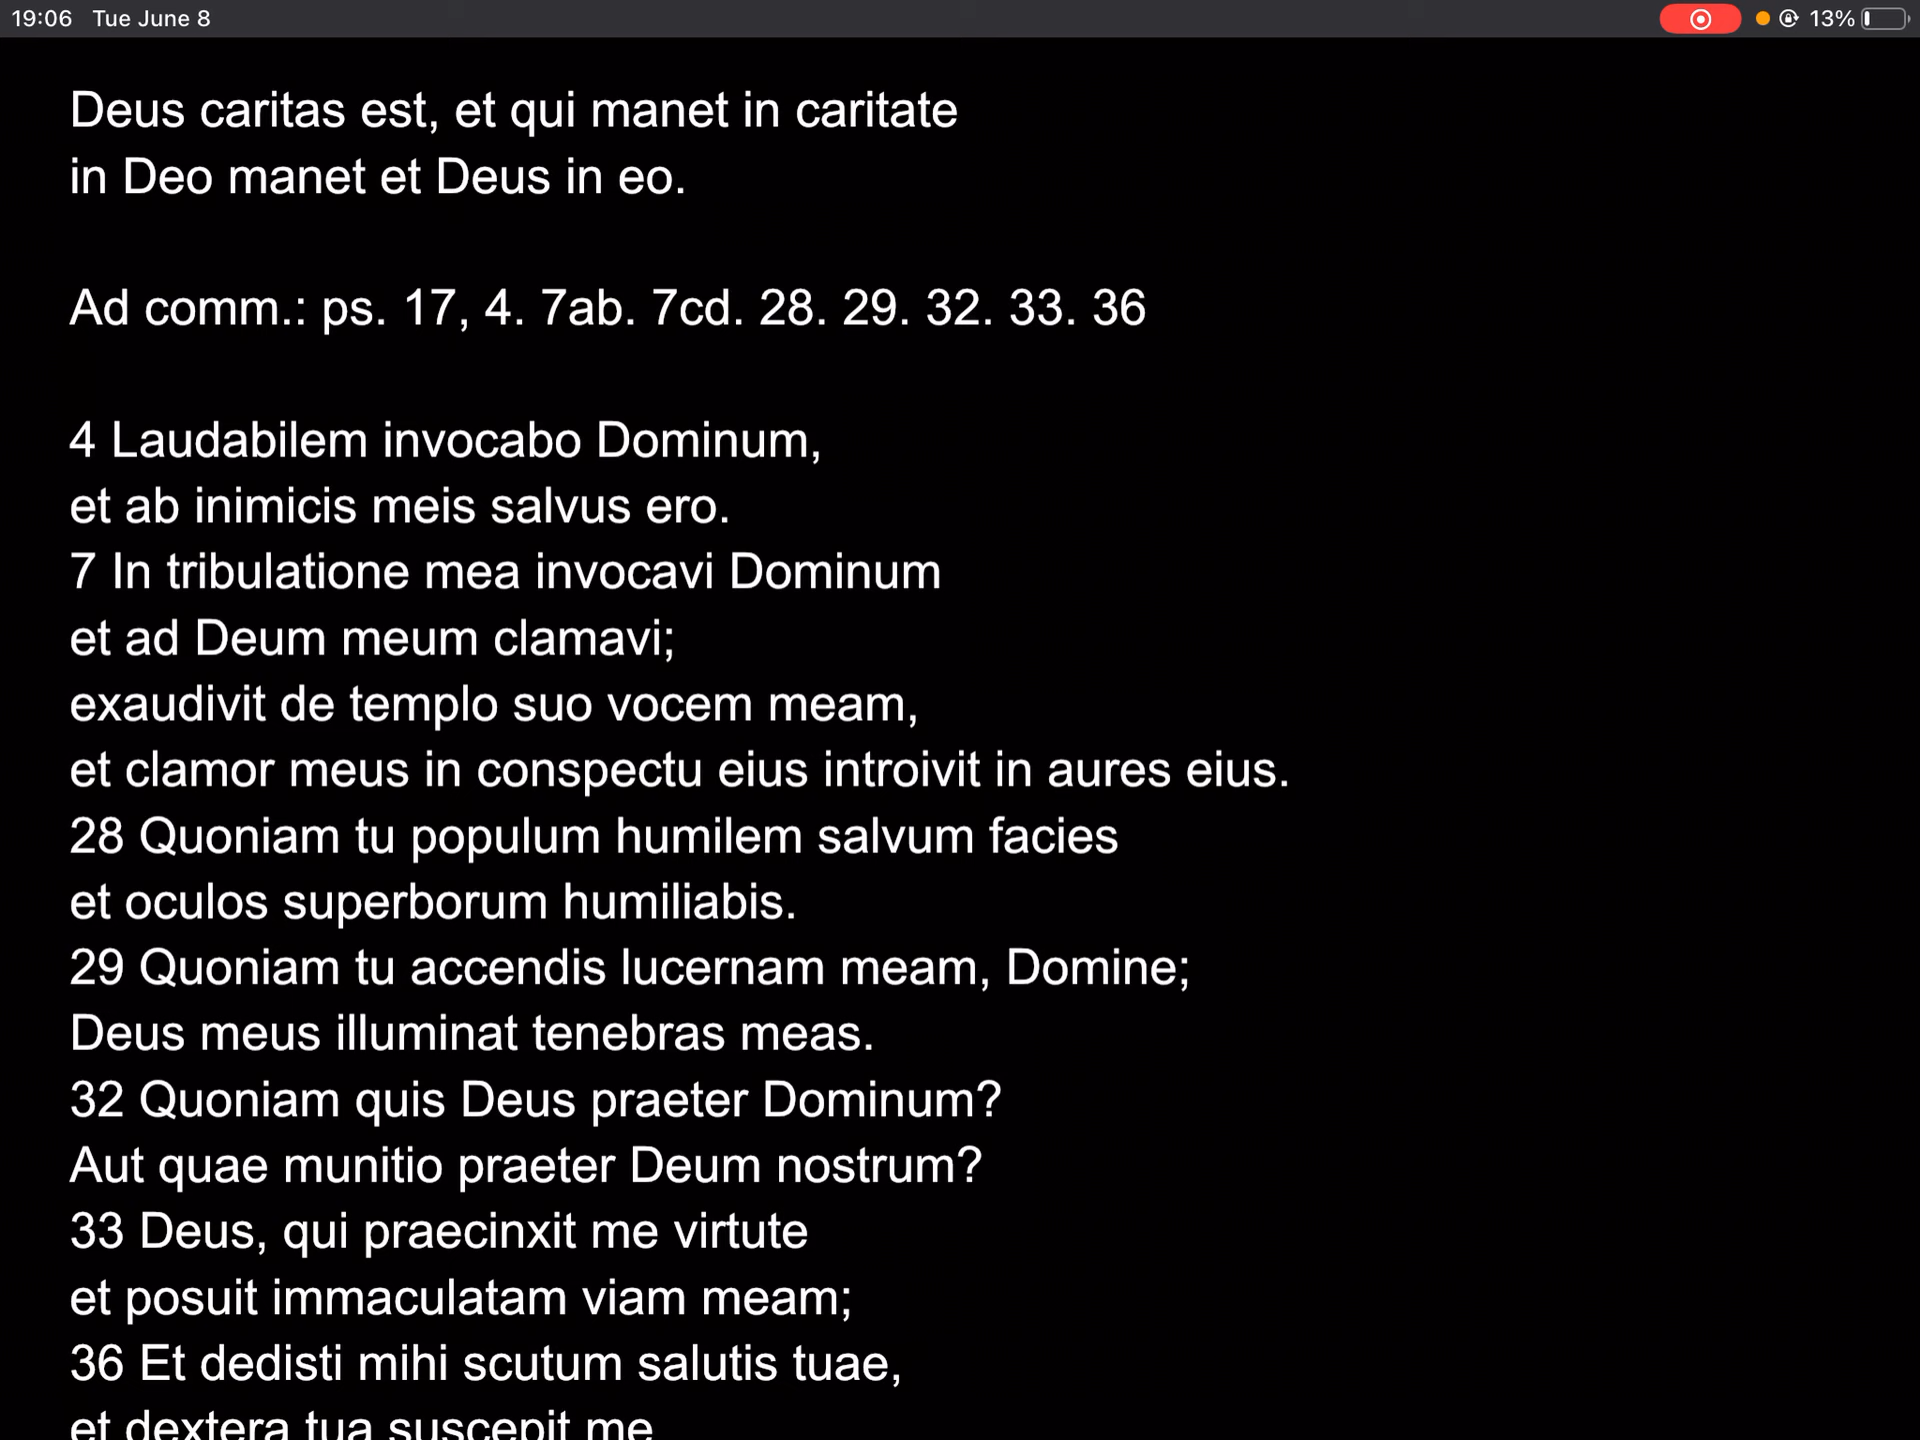 19:06 Tue June 8 13%
Deus caritas est, et qui manet in caritate
in Deo manet et Deus in eo.
Ad comm.: ps. 17, 4. 7ab. 7cd. 28. 29. 32. 33. 36
4 Laudabilem invocabo Dominum,
et ab inimicis meis salvus ero.
7 In tribulatione mea invocavi Dominum
et ad Deum meum clamavi;
exaudivit de templo suo vocem meam,
et clamor meus in conspectu eius introivit in aures eius.
28 Quoniam tu populum humilem salvum facies
et oculos superborum humiliabis.
29 Quoniam tu accendis lucernam meam, Domine;
Deus meus illuminat tenebras meas.
32 Quoniam quis Deus praeter Dominum?
Aut quae munitio praeter Deum nostrum?
33 Deus, qui praecinxit me virtute
et posuit immaculatam viam meam;
36 Et dedisti mihi scutum salutis tuae,
et dextera tua suscepit me